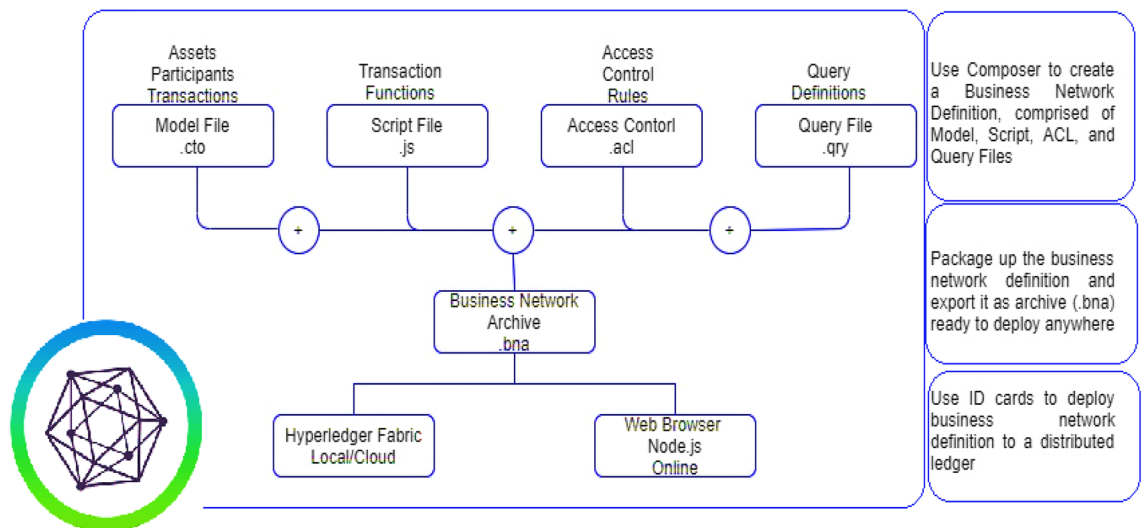 Assets
Participants
Transactions
Model File
.cto
Transaction
Functions
Script File
.js
Access
Control
Rules
Access Contorl
.acl
Query
Definitions
Query File
.qry
+
+
+
Business Network
Archive
.bna
Hyperledger Fabric
Local/Cloud
Web Browser
Node.js
Online
Use Composer to create
a Business Network
Definition, comprised of
Model, Script, ACL, and
Query Files
Package up the business
network definition and
export it as archive (.bna)
ready to deploy anywhere
Use ID cards to deploy
business network
definition to a distributed
ledger